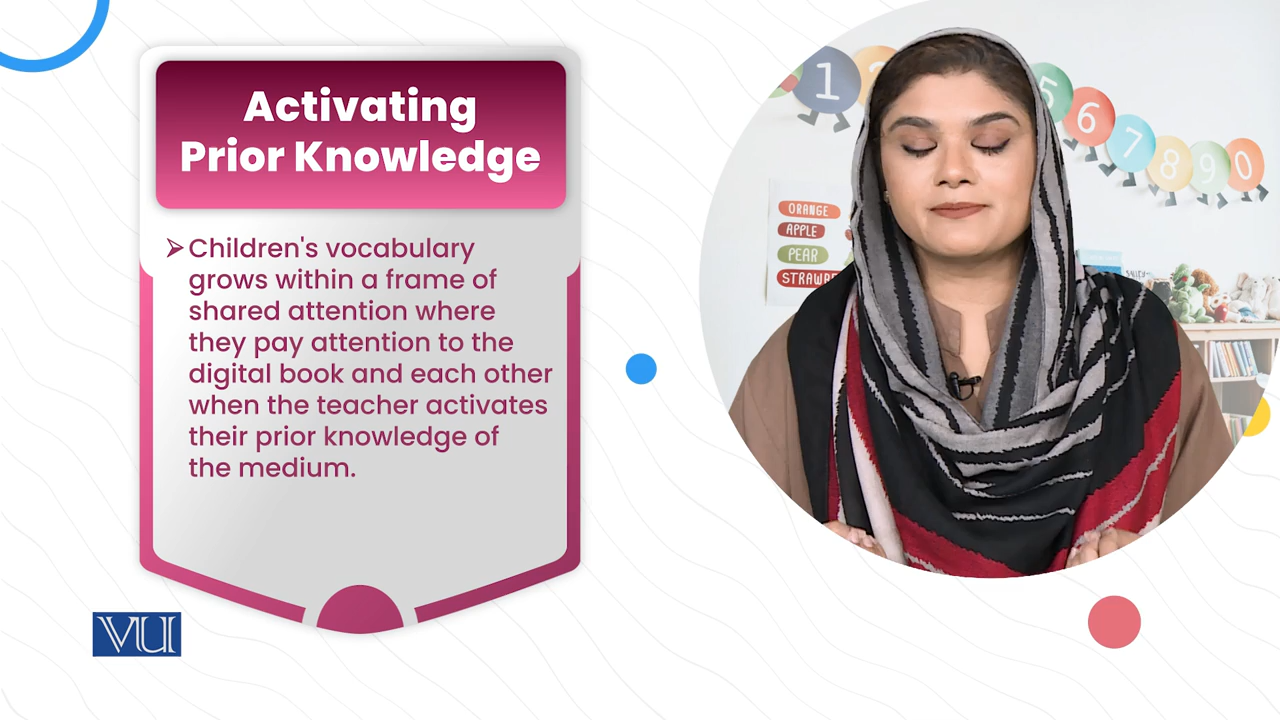 Activating
Prior Knowledge
➢ Children's vocabulary
grows within a frame of
shared attention where
they pay attention to the
digital book and each other
when the teacher activates
their prior knowledge of
the medium.
VU
1
5
6
7
8
9
0
ORANGE
APPLE
PEAR
STRAWBE